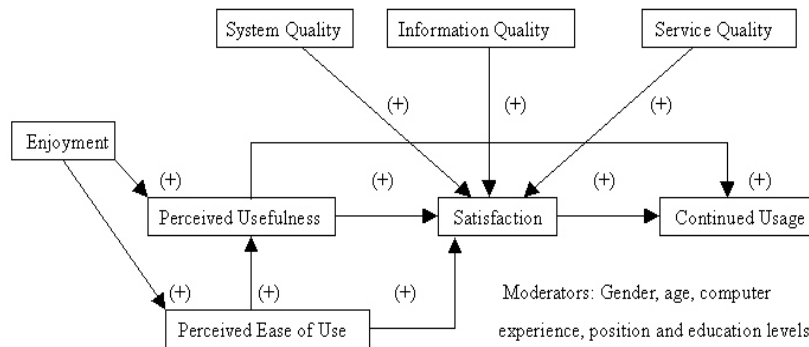 System Quality
Information Quality
Service Quality
(+)
(+)
(+)
Enjoyment
(+)
(+)
(+)
(+)
Perceived Usefulness
Satisfaction
Continued Usage
(+)
(+)
(+)
Moderators: Gender, age, computer
Perceived Ease of Use
experience, position and education levels